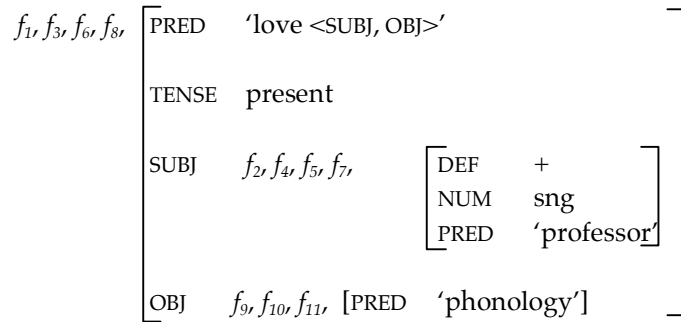 f₁, f₃, f₆, f₈, PRED ‘love <SUBJ, OBJ>’
TENSE present
SUBJ f₂, f₄, f₅, f₇, DEF +
NUM sng
PRED ‘professor’
OBJ f₉, f₁₀, f₁₁, [PRED ‘phonology’]